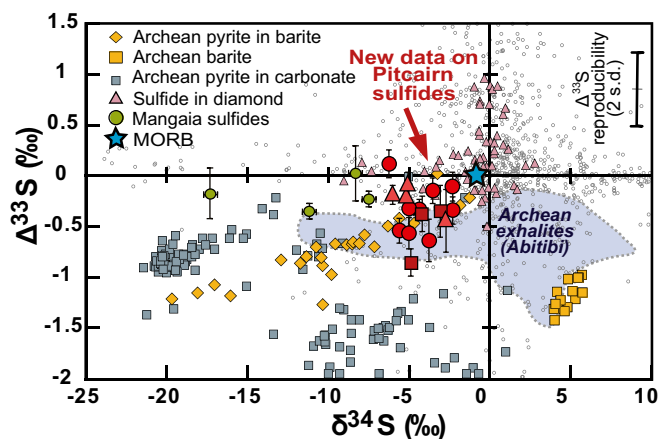 1.5
1
0.5
0
-0.5
-1
-1.5
-2
Δ³³S (‰)
Archean pyrite in barite
Archean barite
Archean pyrite in carbonate
Sulfide in diamond
Mangaia sulfides
MORB
New data on
Pitcairn
sulfides
Δ³³S
reproducibility
(2 s.d.)
Archean
exhalites
(Abitibi)
-25 -20 -15 -10 -5 0 5 10
δ³⁴S (‰)